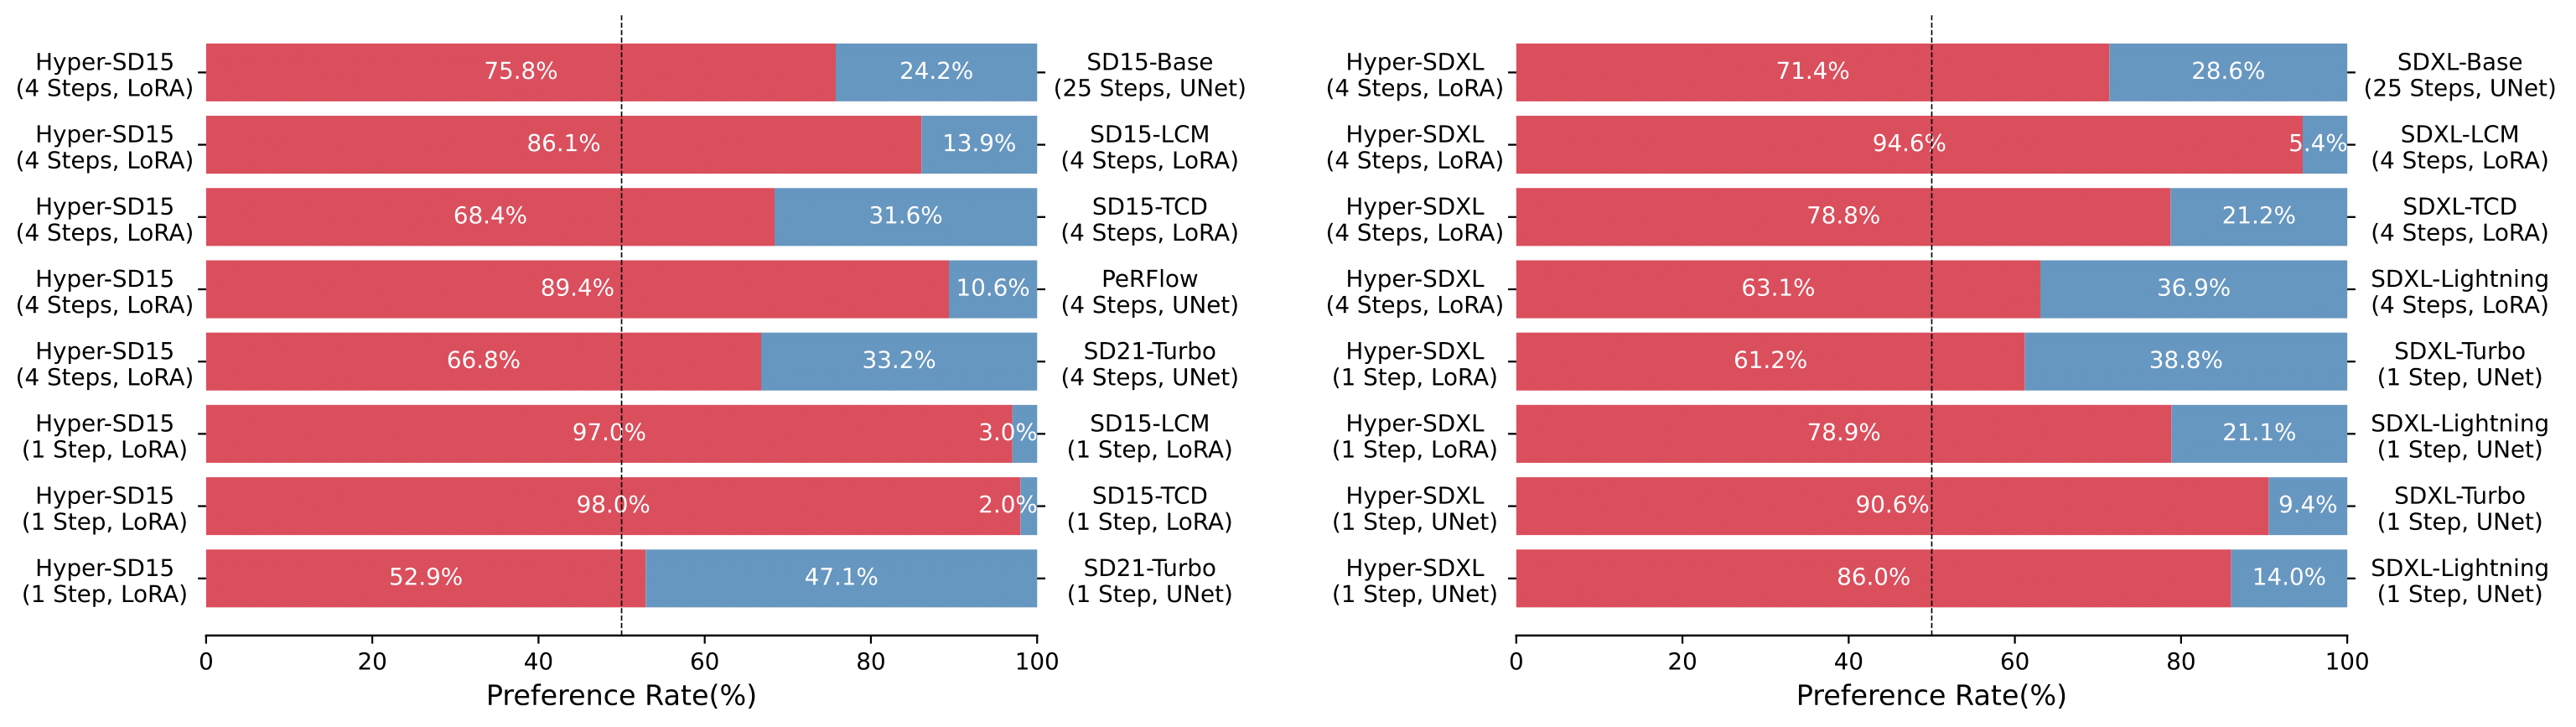 Hyper-SD15
(4 Steps, LoRA)
75.8%
24.2%
SD15-Base
(25 Steps, UNet)
Hyper-SD15
(4 Steps, LoRA)
86.1%
13.9%
SD15-LCM
(4 Steps, LoRA)
Hyper-SD15
(4 Steps, LoRA)
68.4%
31.6%
SD15-TCD
(4 Steps, LoRA)
Hyper-SD15
(4 Steps, LoRA)
89.4%
10.6%
PeRFlow
(4 Steps, UNet)
Hyper-SD15
(4 Steps, LoRA)
66.8%
33.2%
SD21-Turbo
(4 Steps, UNet)
Hyper-SD15
(1 Step, LoRA)
97.0%
3.0%
SD15-LCM
(1 Step, LoRA)
Hyper-SD15
(1 Step, LoRA)
98.0%
2.0%
SD15-TCD
(1 Step, LoRA)
Hyper-SD15
(1 Step, LoRA)
52.9%
47.1%
SD21-Turbo
(1 Step, UNet)
0 20 40 60 80 100
Preference Rate(%)
Hyper-SDXL
(4 Steps, LoRA)
71.4%
28.6%
SDXL-Base
(25 Steps, UNet)
Hyper-SDXL
(4 Steps, LoRA)
94.6%
5.4%
SDXL-LCM
(4 Steps, LoRA)
Hyper-SDXL
(4 Steps, LoRA)
78.8%
21.2%
SDXL-TCD
(4 Steps, LoRA)
Hyper-SDXL
(4 Steps, LoRA)
63.1%
36.9%
SDXL-Lightning
(4 Steps, LoRA)
Hyper-SDXL
(1 Step, LoRA)
61.2%
38.8%
SDXL-Turbo
(1 Step, UNet)
Hyper-SDXL
(1 Step, LoRA)
78.9%
21.1%
SDXL-Lightning
(1 Step, UNet)
Hyper-SDXL
(1 Step, UNet)
90.6%
9.4%
SDXL-Turbo
(1 Step, UNet)
Hyper-SDXL
(1 Step, UNet)
86.0%
14.0%
SDXL-Lightning
(1 Step, UNet)
0 20 40 60 80 100
Preference Rate(%)